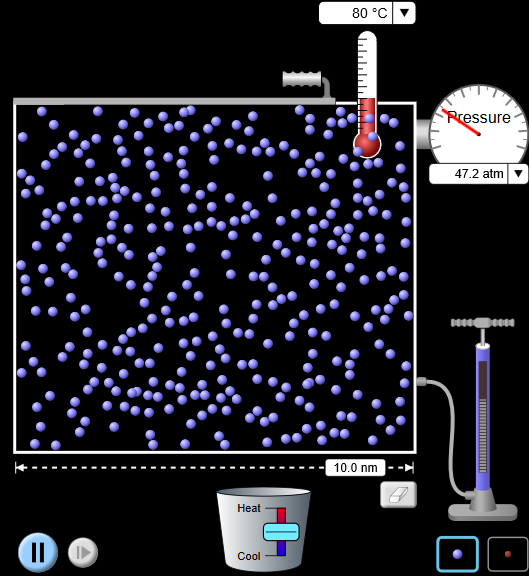 80 °C
Pressure
47.2 atm
10.0 nm
Heat
Cool